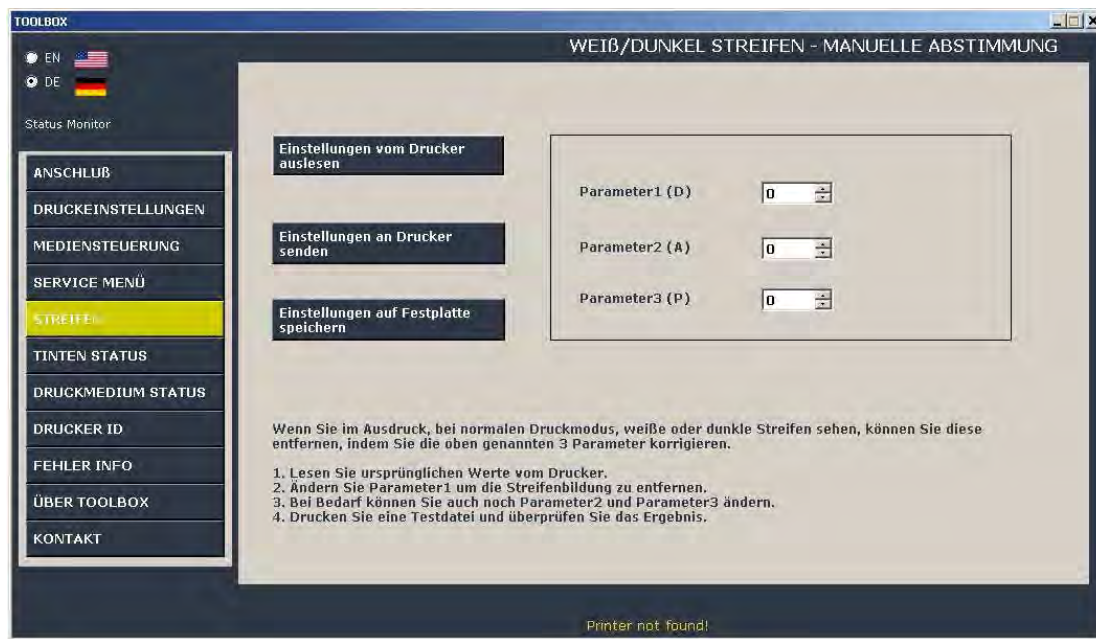 TOOLBOX
WEIß/DUNKEL STREIFEN - MANUELLE ABSTIMMUNG
EN
DE
Status Monitor
ANSCHLUß
DRUCKEINSTELLUNGEN
MEDIENSTEUERUNG
SERVICE MENÜ
STREIFEN
TINTEN STATUS
DRUCKMEDIUM STATUS
DRUCKER ID
FEHLER INFO
ÜBER TOOLBOX
KONTAKT
Einstellungen vom Drucker
auslesen
Einstellungen an Drucker
senden
Einstellungen auf Festplatte
speichern
Parameter1 (D) 0
Parameter2 (A) 0
Parameter3 (P) 0
Wenn Sie im Ausdruck, bei normalen Druckmodus, weiße oder dunkle Streifen sehen, können Sie diese
entfernen, indem Sie die oben genannten 3 Parameter korrigieren.
1. Lesen Sie ursprünglichen Werte vom Drucker.
2. Ändern Sie Parameter1 um die Streifenbildung zu entfernen.
3. Bei Bedarf können Sie auch noch Parameter2 und Parameter3 ändern.
4. Drucken Sie eine Testdatei und überprüfen Sie das Ergebnis.
Printer not found!